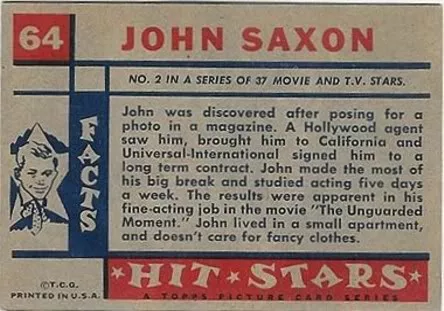 64
JOHN SAXON
NO. 2 IN A SERIES OF 37 MOVIE AND T.V. STARS.
FACTS
John was discovered after posing for a
photo in a magazine. A Hollywood agent
saw him, brought him to California and
Universal-International signed him to a
long term contract. John made the most of
his big break and studied acting five days
a week. The results were apparent in his
fine-acting job in the movie "The Unguarded
Moment." John lived in a small apartment,
and doesn't care for fancy clothes.
©T.C.G.
PRINTED IN U.S.A.
HIT STARS
A TOPPS PICTURE CARD SERIES